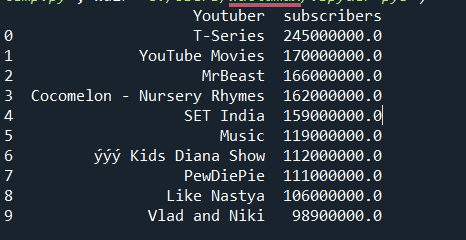 Youtuber subscribers
0 T-Series 245000000.0
1 YouTube Movies 170000000.0
2 MrBeast 166000000.0
3 Cocomelon - Nursery Rhymes 162000000.0
4 SET India 159000000.0
5 Music 119000000.0
6 ýýý Kids Diana Show 112000000.0
7 PewDiePie 111000000.0
8 Like Nastya 106000000.0
9 Vlad and Niki 98900000.0